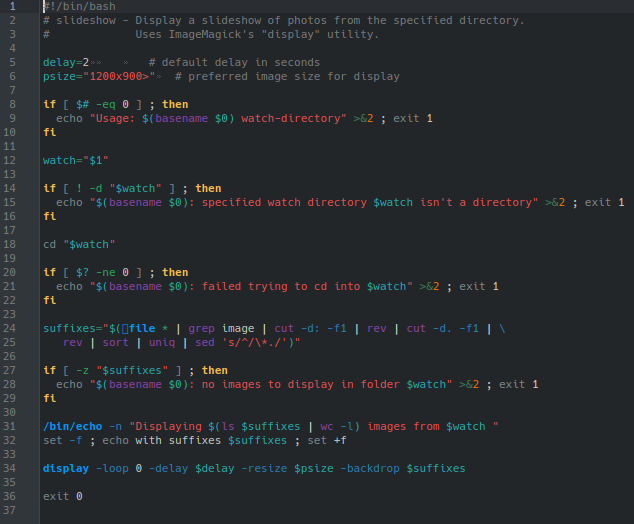 1 #!/bin/bash
2 # slideshow - Display a slideshow of photos from the specified directory.
3 #             Uses ImageMagick's "display" utility.
4
5 delay=2          # default delay in seconds
6 psize="1200x900>"   # preferred image size for display
7
8 if [ $# -eq 0 ] ; then
9   echo "Usage: $(basename $0) watch-directory" >&2 ; exit 1
10 fi
11
12 watch="$1"
13
14 if [ ! -d "$watch" ] ; then
15   echo "$(basename $0): specified watch directory $watch isn't a directory" >&2 ; exit 1
16 fi
17
18 cd "$watch"
19
20 if [ $? -ne 0 ] ; then
21   echo "$(basename $0): failed trying to cd into $watch" >&2 ; exit 1
22 fi
23
24 suffixes="$(file * | grep image | cut -d: -f1 | rev | cut -d. -f1 | \
25    rev | sort | uniq | sed 's/^/\*./')"
26
27 if [ -z "$suffixes" ] ; then
28   echo "$(basename $0): no images to display in folder $watch" >&2 ; exit 1
29 fi
30
31 /bin/echo -n "Displaying $(ls $suffixes | wc -l) images from $watch "
32 set -f ; echo with suffixes $suffixes ; set +f
33
34 display -loop 0 -delay $delay -resize $psize -backdrop $suffixes
35
36 exit 0
37